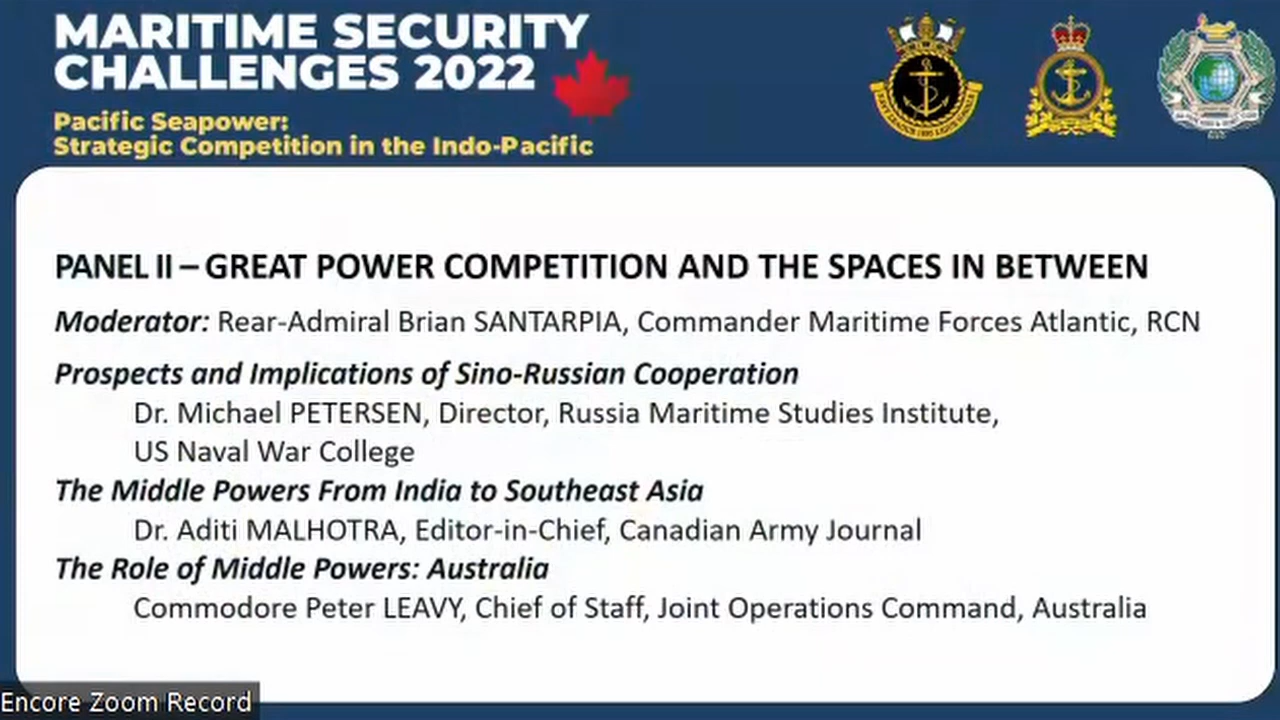 MARITIME SECURITY
CHALLENGES 2022
Pacific Seapower:
Strategic Competition in the Indo-Pacific
PANEL II – GREAT POWER COMPETITION AND THE SPACES IN BETWEEN
Moderator: Rear-Admiral Brian SANTARPIA, Commander Maritime Forces Atlantic, RCN
Prospects and Implications of Sino-Russian Cooperation
Dr. Michael PETERSEN, Director, Russia Maritime Studies Institute,
US Naval War College
The Middle Powers From India to Southeast Asia
Dr. Aditi MALHOTRA, Editor-in-Chief, Canadian Army Journal
The Role of Middle Powers: Australia
Commodore Peter LEAVY, Chief of Staff, Joint Operations Command, Australia
Encore Zoom Record